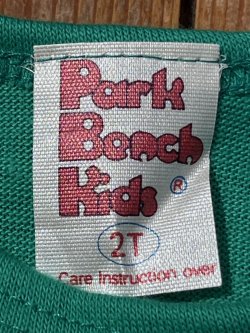 Park
Bench
Kids ®
2T
Care instruction over